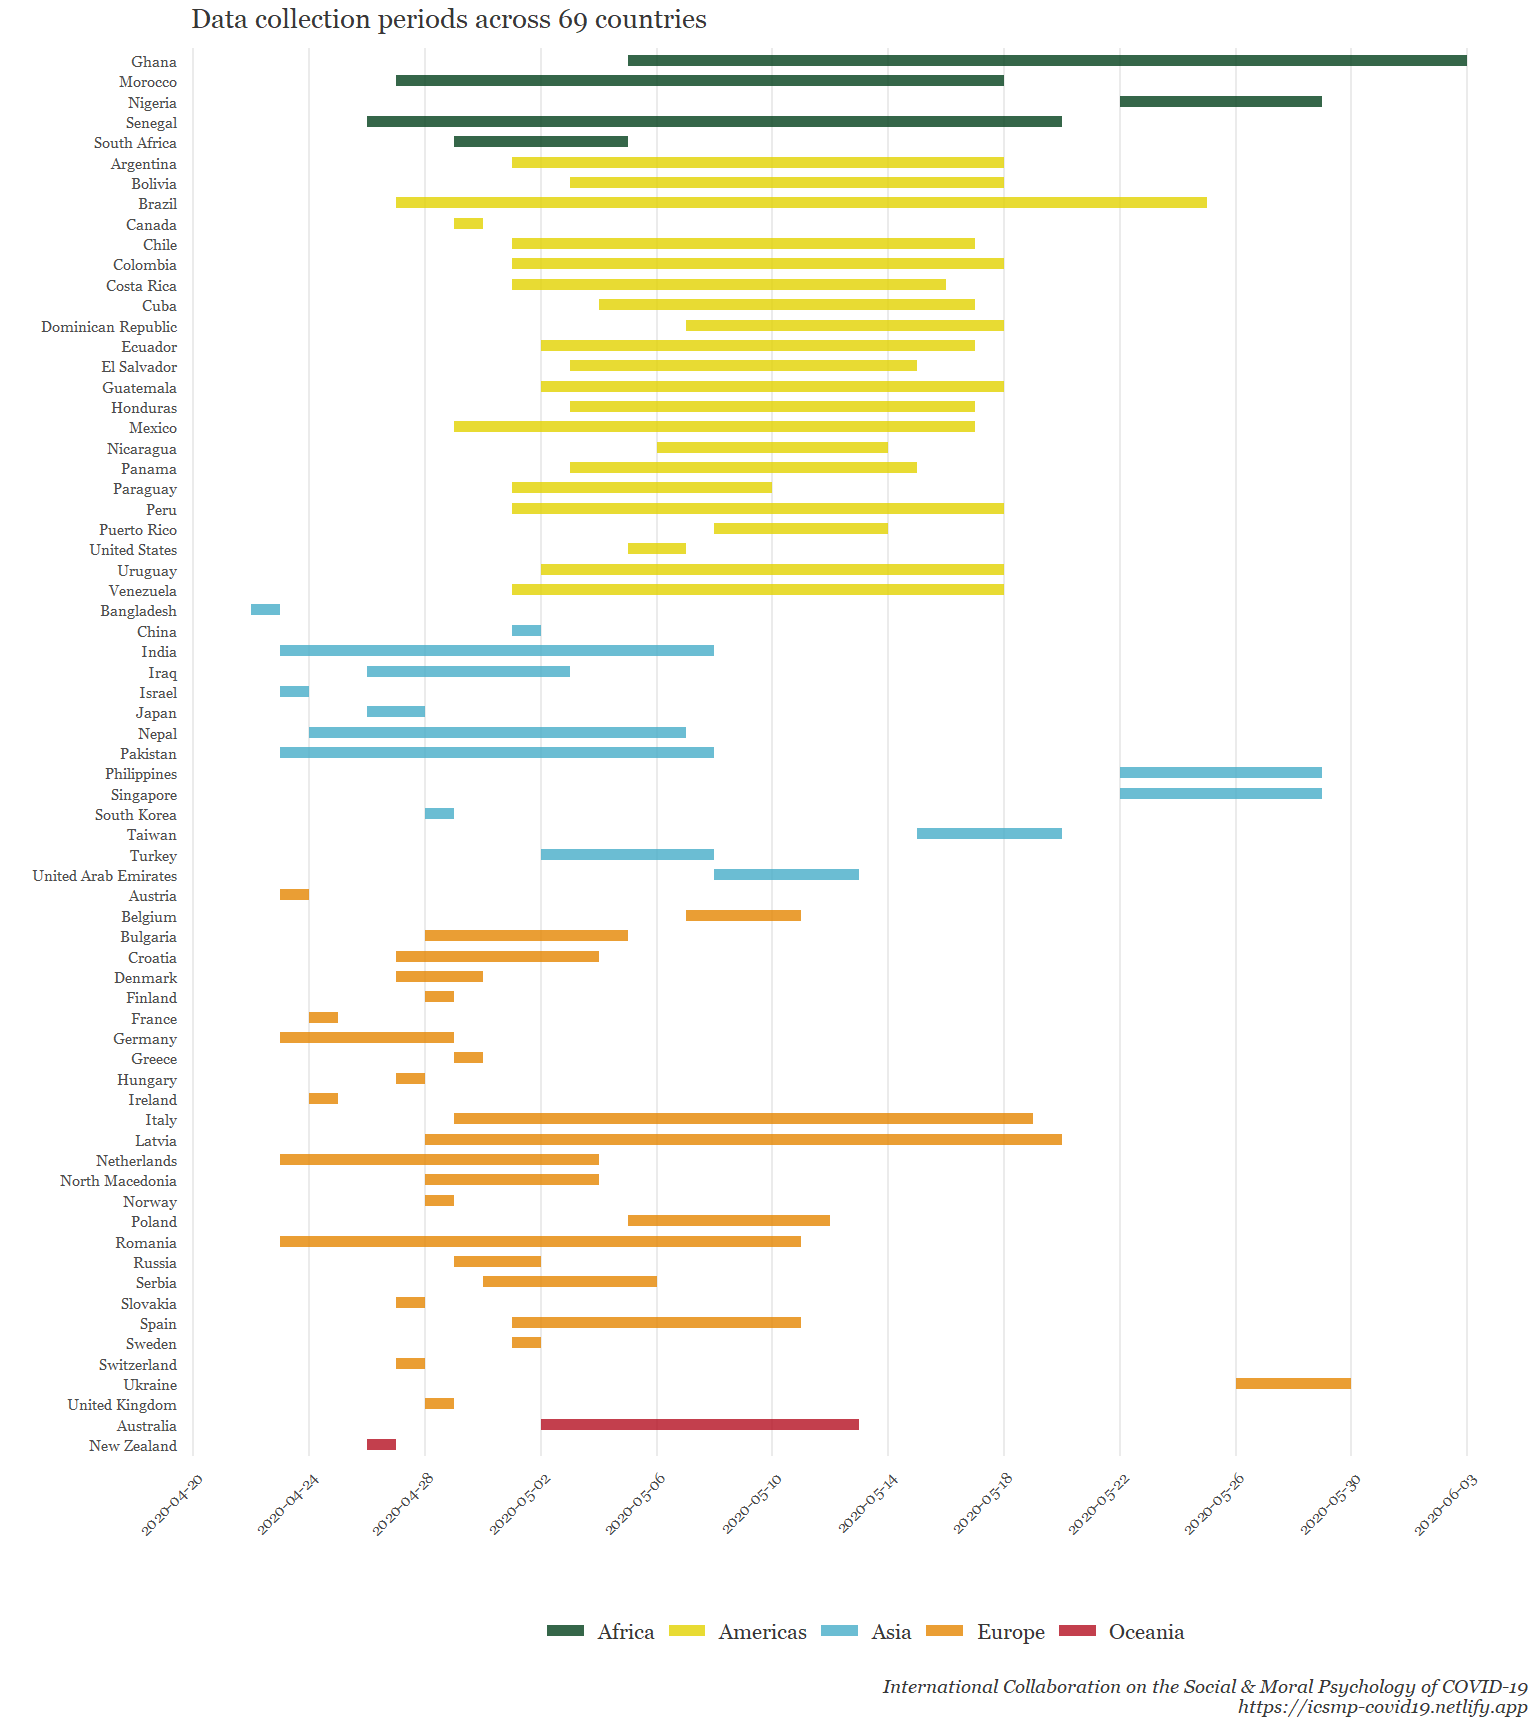 Data collection periods across 69 countries
Ghana
Morocco
Nigeria
Senegal
South Africa
Argentina
Bolivia
Brazil
Canada
Chile
Colombia
Costa Rica
Cuba
Dominican Republic
Ecuador
El Salvador
Guatemala
Honduras
Mexico
Nicaragua
Panama
Paraguay
Peru
Puerto Rico
United States
Uruguay
Venezuela
Bangladesh
China
India
Iraq
Israel
Japan
Nepal
Pakistan
Philippines
Singapore
South Korea
Taiwan
Turkey
United Arab Emirates
Austria
Belgium
Bulgaria
Croatia
Denmark
Finland
France
Germany
Greece
Hungary
Ireland
Italy
Latvia
Netherlands
North Macedonia
Norway
Poland
Romania
Russia
Serbia
Slovakia
Spain
Sweden
Switzerland
Ukraine
United Kingdom
Australia
New Zealand
2020-04-20
2020-04-24
2020-04-28
2020-05-02
2020-05-06
2020-05-10
2020-05-14
2020-05-18
2020-05-22
2020-05-26
2020-05-30
2020-06-03
Africa Americas Asia Europe Oceania
International Collaboration on the Social & Moral Psychology of COVID-19
https://icsmp-covid19.netlify.app